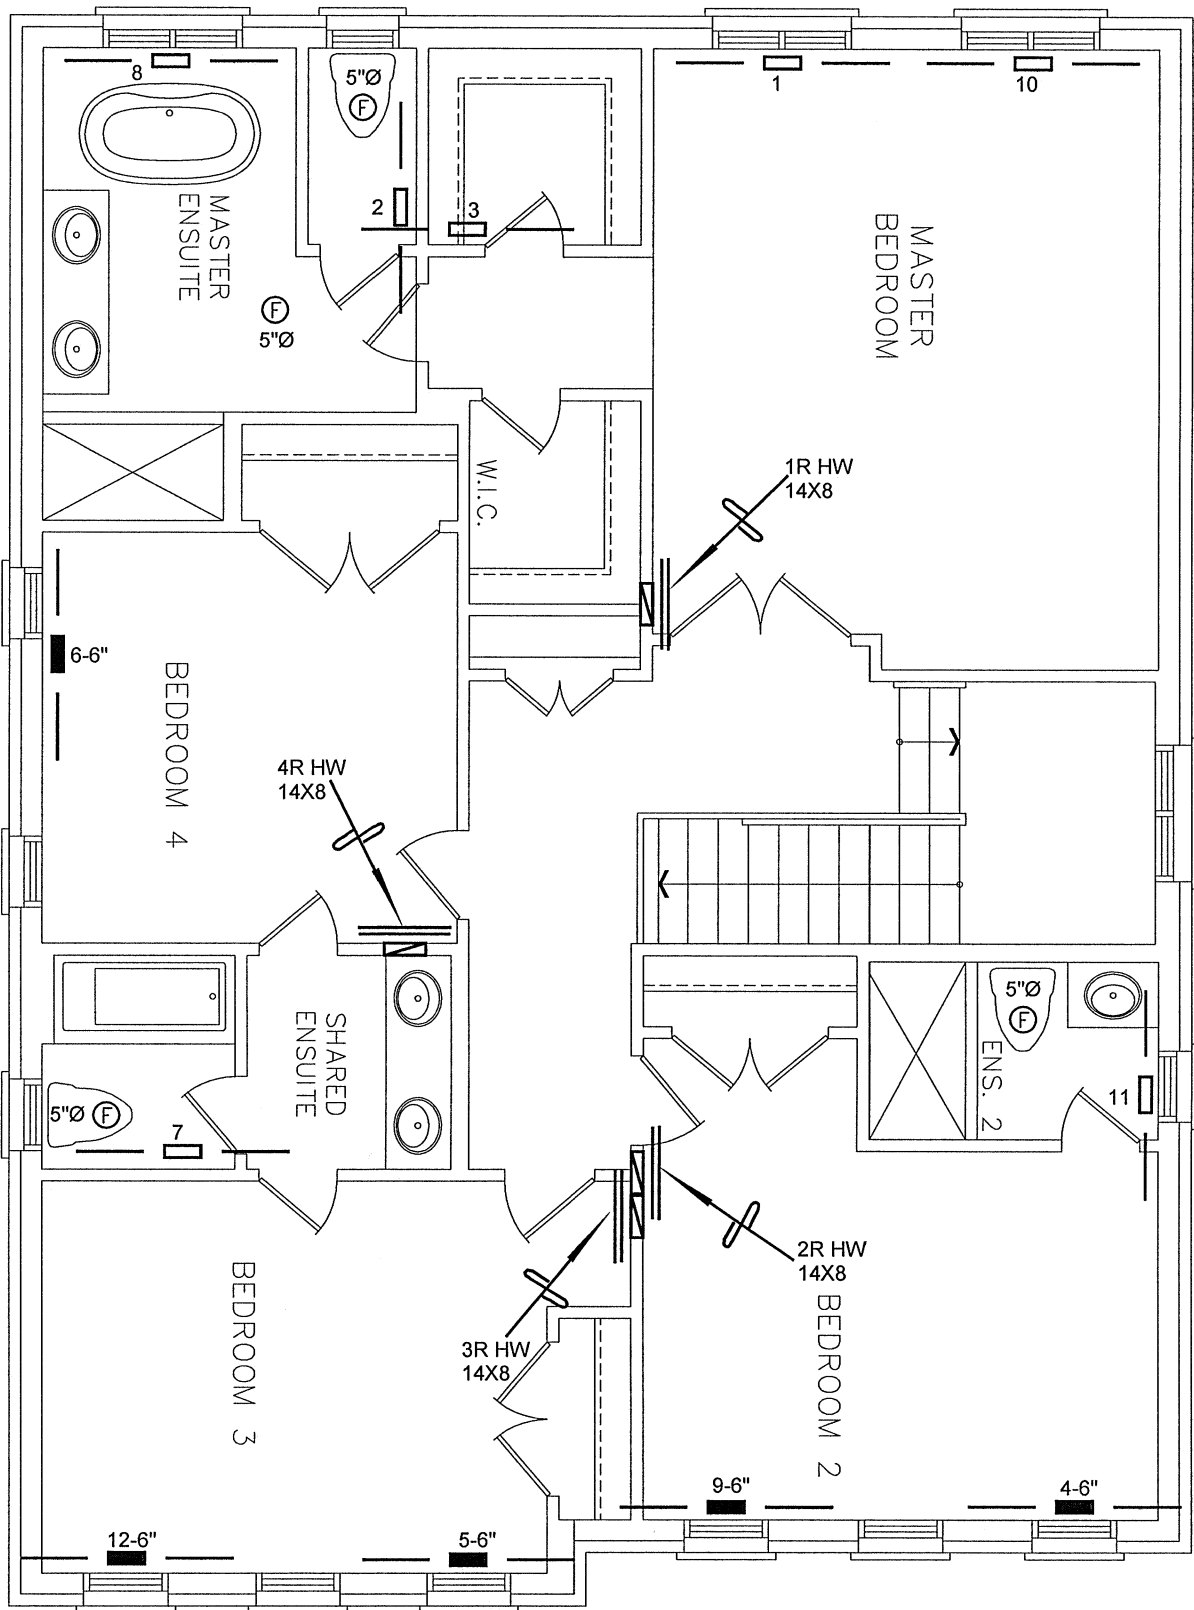 8
5"Ø
F
1
10
2
3
MASTER
ENSUITE
F
5"Ø
MASTER
BEDROOM
W.I.C.
1R HW
14X8
6-6"
BEDROOM 4
4R HW
14X8
SHARED
ENSUITE
5"Ø
F
7
5"Ø
F
ENS. 2
11
2R HW
14X8
3R HW
14X8
BEDROOM 3
BEDROOM 2
9-6"
4-6"
12-6"
5-6"